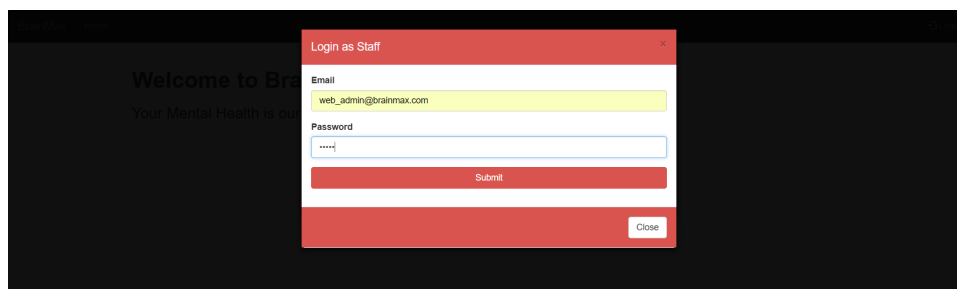 Login as Staff ×
Welcome to Bra
Email
web_admin@brainmax.com
Your Mental Health is our
Password
•••••
Submit
Close